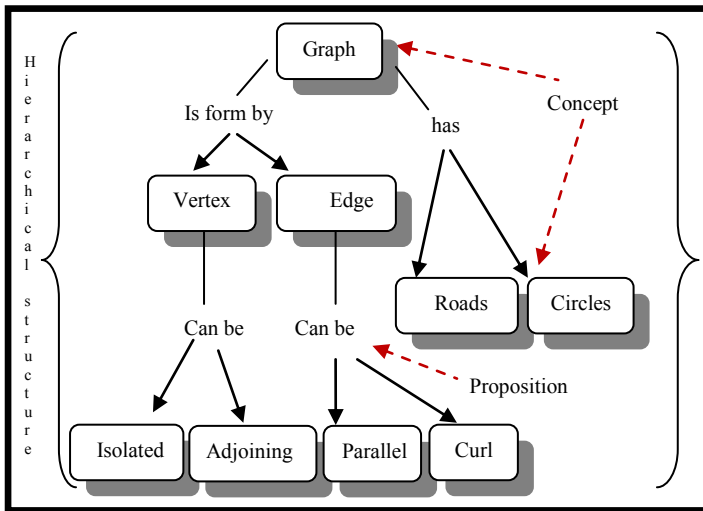 Hierarchical structure
Graph
Concept
Is form by
has
Vertex
Edge
Roads
Circles
Can be
Can be
Proposition
Isolated
Adjoining
Parallel
Curl